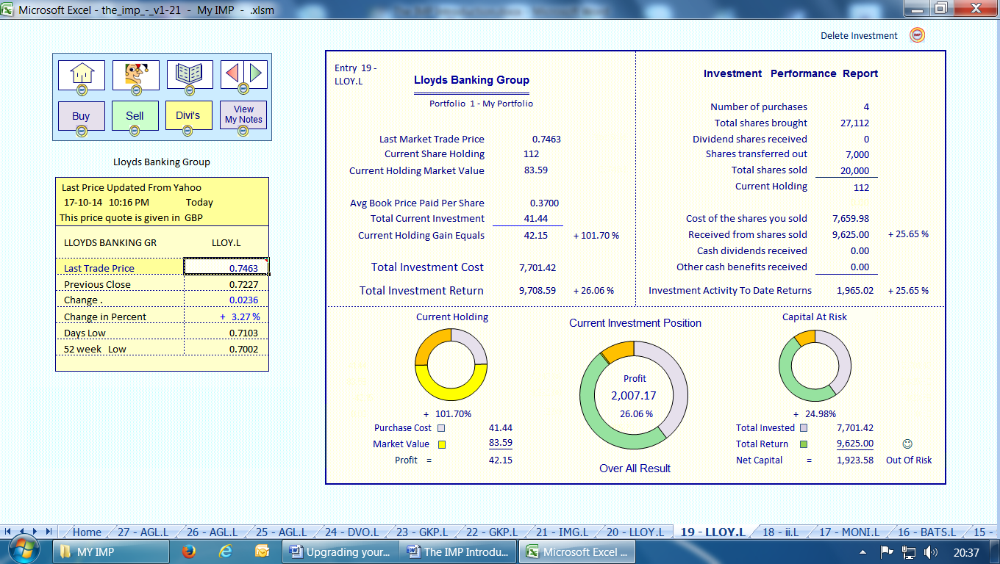 Microsoft Excel - the_imp_-_v1-21 - My IMP - .xlsm
Delete Investment
IMP
Buy
Sell
Divi's
View
My Notes
Lloyds Banking Group
Last Price Updated From Yahoo
17-10-14 10:16 PM Today
This price quote is given in GBP
LLOYDS BANKING GR LLOY.L
Last Trade Price 0.7463
Previous Close 0.7227
Change . 0.0236
Change in Percent + 3.27 %
Days Low 0.7103
52 week Low 0.7002
Entry 19 -
LLOY.L
Lloyds Banking Group
Portfolio 1 - My Portfolio
Last Market Trade Price 0.7463
Current Share Holding 112
Current Holding Market Value 83.59
Avg Book Price Paid Per Share 0.3700
Total Current Investment 41.44
Current Holding Gain Equals 42.15 + 101.70 %
Total Investment Cost 7,701.42
Total Investment Return 9,708.59 + 26.06 %
Investment Performance Report
Number of purchases 4
Total shares brought 27,112
Dividend shares received 0
Shares transferred out 7,000
Total shares sold 20,000
Current Holding 112
Cost of the shares you sold 7,659.98
Received from shares sold 9,625.00 + 25.65 %
Cash dividends received 0.00
Other cash benefits received 0.00
Investment Activity To Date Returns 1,965.02 + 25.65 %
Current Holding
+ 101.70%
Purchase Cost 41.44
Market Value 83.59
Profit = 42.15
Current Investment Position
Profit
2,007.17
26.06 %
Over All Result
Capital At Risk
+ 24.98%
Total Invested 7,701.42
Total Return 9,625.00
Net Capital = 1,923.58 Out Of Risk
Home 27 - AGL.L 26 - AGL.L 25 - AGL.L 24 - DVO.L 23 - GKP.L 22 - GKP.L 21 - IMG.L 20 - LLOY.L 19 - LLOY.L 18 - iii.L 17 - MONI.L 16 - BATS.L 15 -
MY IMP Upgrading your... The IMP Introdu... Microsoft Excel ... 20:37